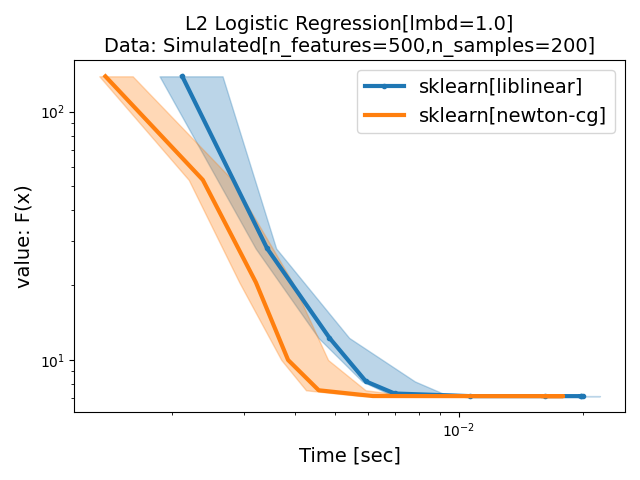 L2 Logistic Regression[lmbd=1.0]
Data: Simulated[n_features=500,n_samples=200]
sklearn[liblinear]
sklearn[newton-cg]
value: F(x)
10²
10¹
10⁻²
Time [sec]